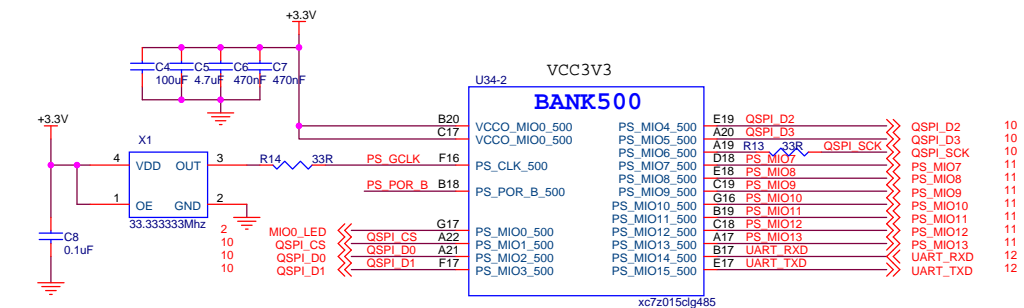 +3.3V
C4 C5 C6 C7
100uF 4.7uF 470nF 470nF
VCC3V3
U34-2
BANK500
+3.3V
X1
4 VDD OUT 3
1 OE GND 2
33.333333Mhz
C8
0.1uF
R14 33R PS_GCLK F16 PS_CLK_500
B20 VCCO_MIO0_500
C17 VCCO_MIO0_500
PS_POR_B B18 PS_POR_B_500
2 MIO0_LED G17 PS_MIO0_500
10 QSPI_CS QSPI_CS A22 PS_MIO1_500
10 QSPI_D0 QSPI_D0 A21 PS_MIO2_500
10 QSPI_D1 QSPI_D1 F17 PS_MIO3_500
PS_MIO4_500 E19 QSPI_D2 QSPI_D2 10
PS_MIO5_500 A20 QSPI_D3 QSPI_D3 10
PS_MIO6_500 A19 R13 33R QSPI_SCK QSPI_SCK 10
PS_MIO7_500 D18 PS_MIO7 PS_MIO7 11
PS_MIO8_500 E18 PS_MIO8 PS_MIO8 11
PS_MIO9_500 C19 PS_MIO9 PS_MIO9 11
PS_MIO10_500 G16 PS_MIO10 PS_MIO10 11
PS_MIO11_500 B19 PS_MIO11 PS_MIO11 11
PS_MIO12_500 C18 PS_MIO12 PS_MIO12 11
PS_MIO13_500 A17 PS_MIO13 PS_MIO13 11
PS_MIO14_500 B17 UART_RXD UART_RXD 12
PS_MIO15_500 E17 UART_TXD UART_TXD 12
xc7z015clg485